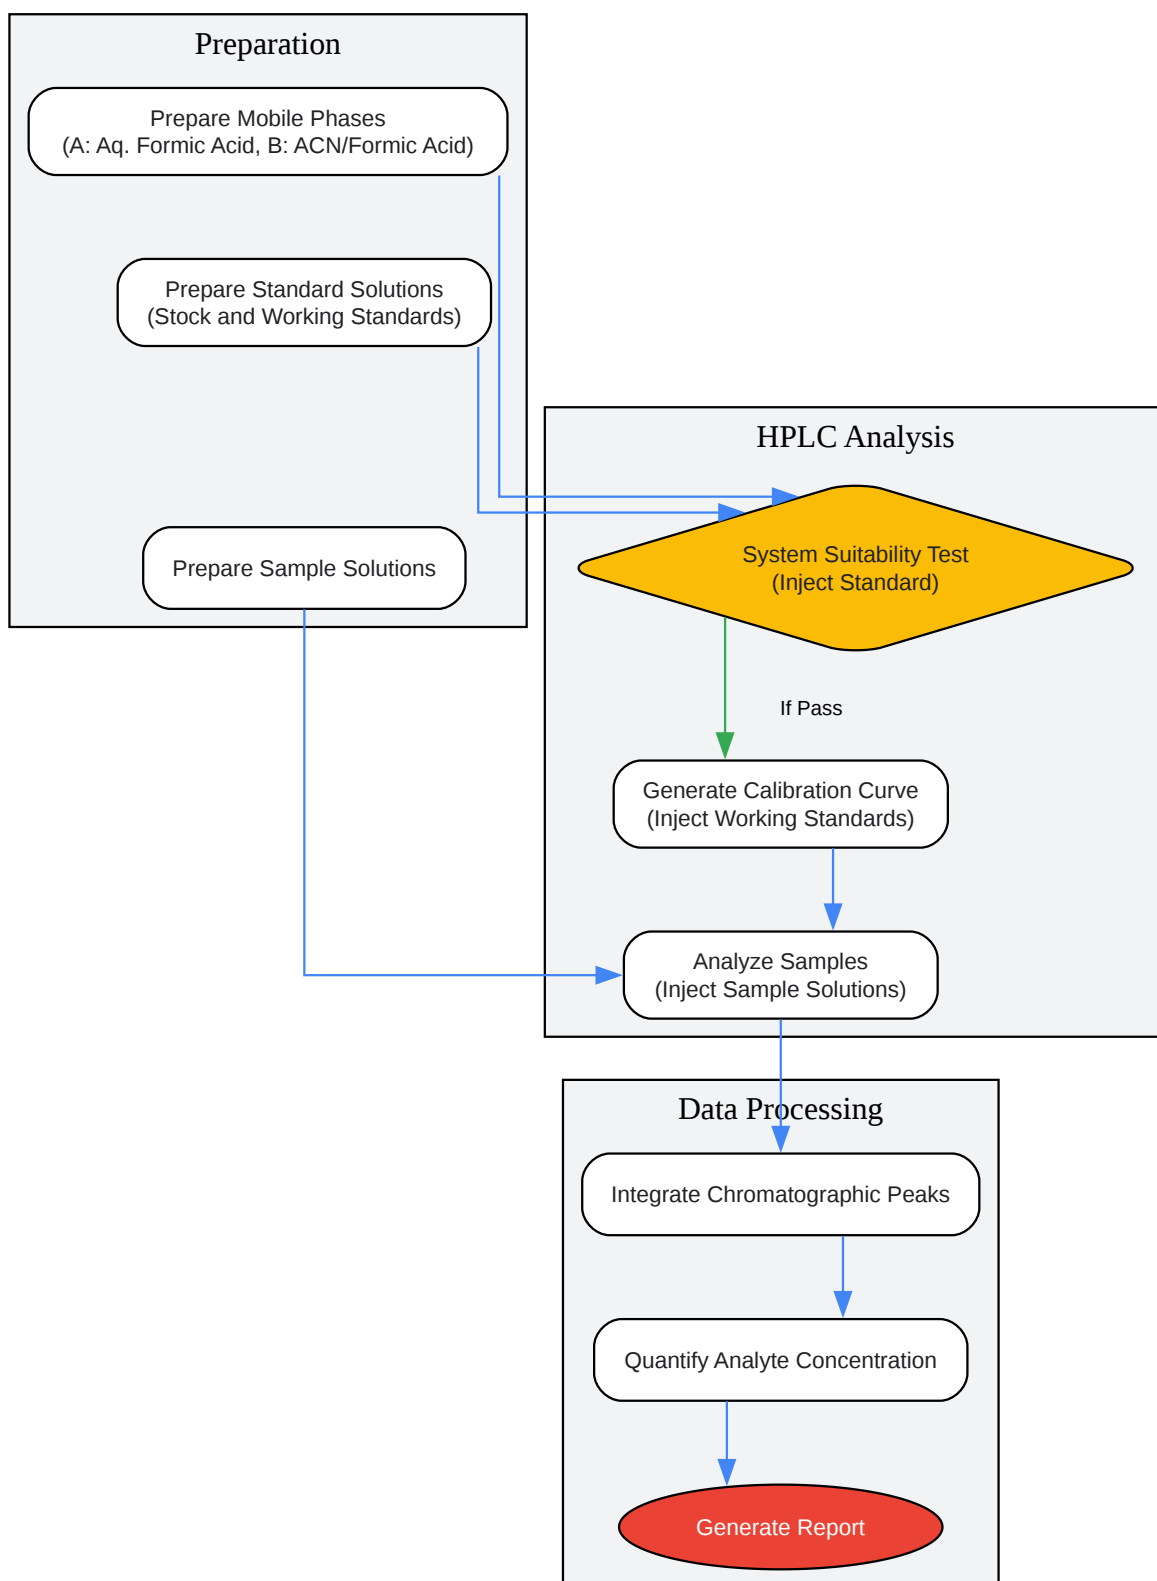 Preparation
Prepare Mobile Phases
(A: Aq. Formic Acid, B: ACN/Formic Acid)
Prepare Standard Solutions
(Stock and Working Standards)
Prepare Sample Solutions
HPLC Analysis
System Suitability Test
(Inject Standard)
If Pass
Generate Calibration Curve
(Inject Working Standards)
Analyze Samples
(Inject Sample Solutions)
Data Processing
Integrate Chromatographic Peaks
Quantify Analyte Concentration
Generate Report